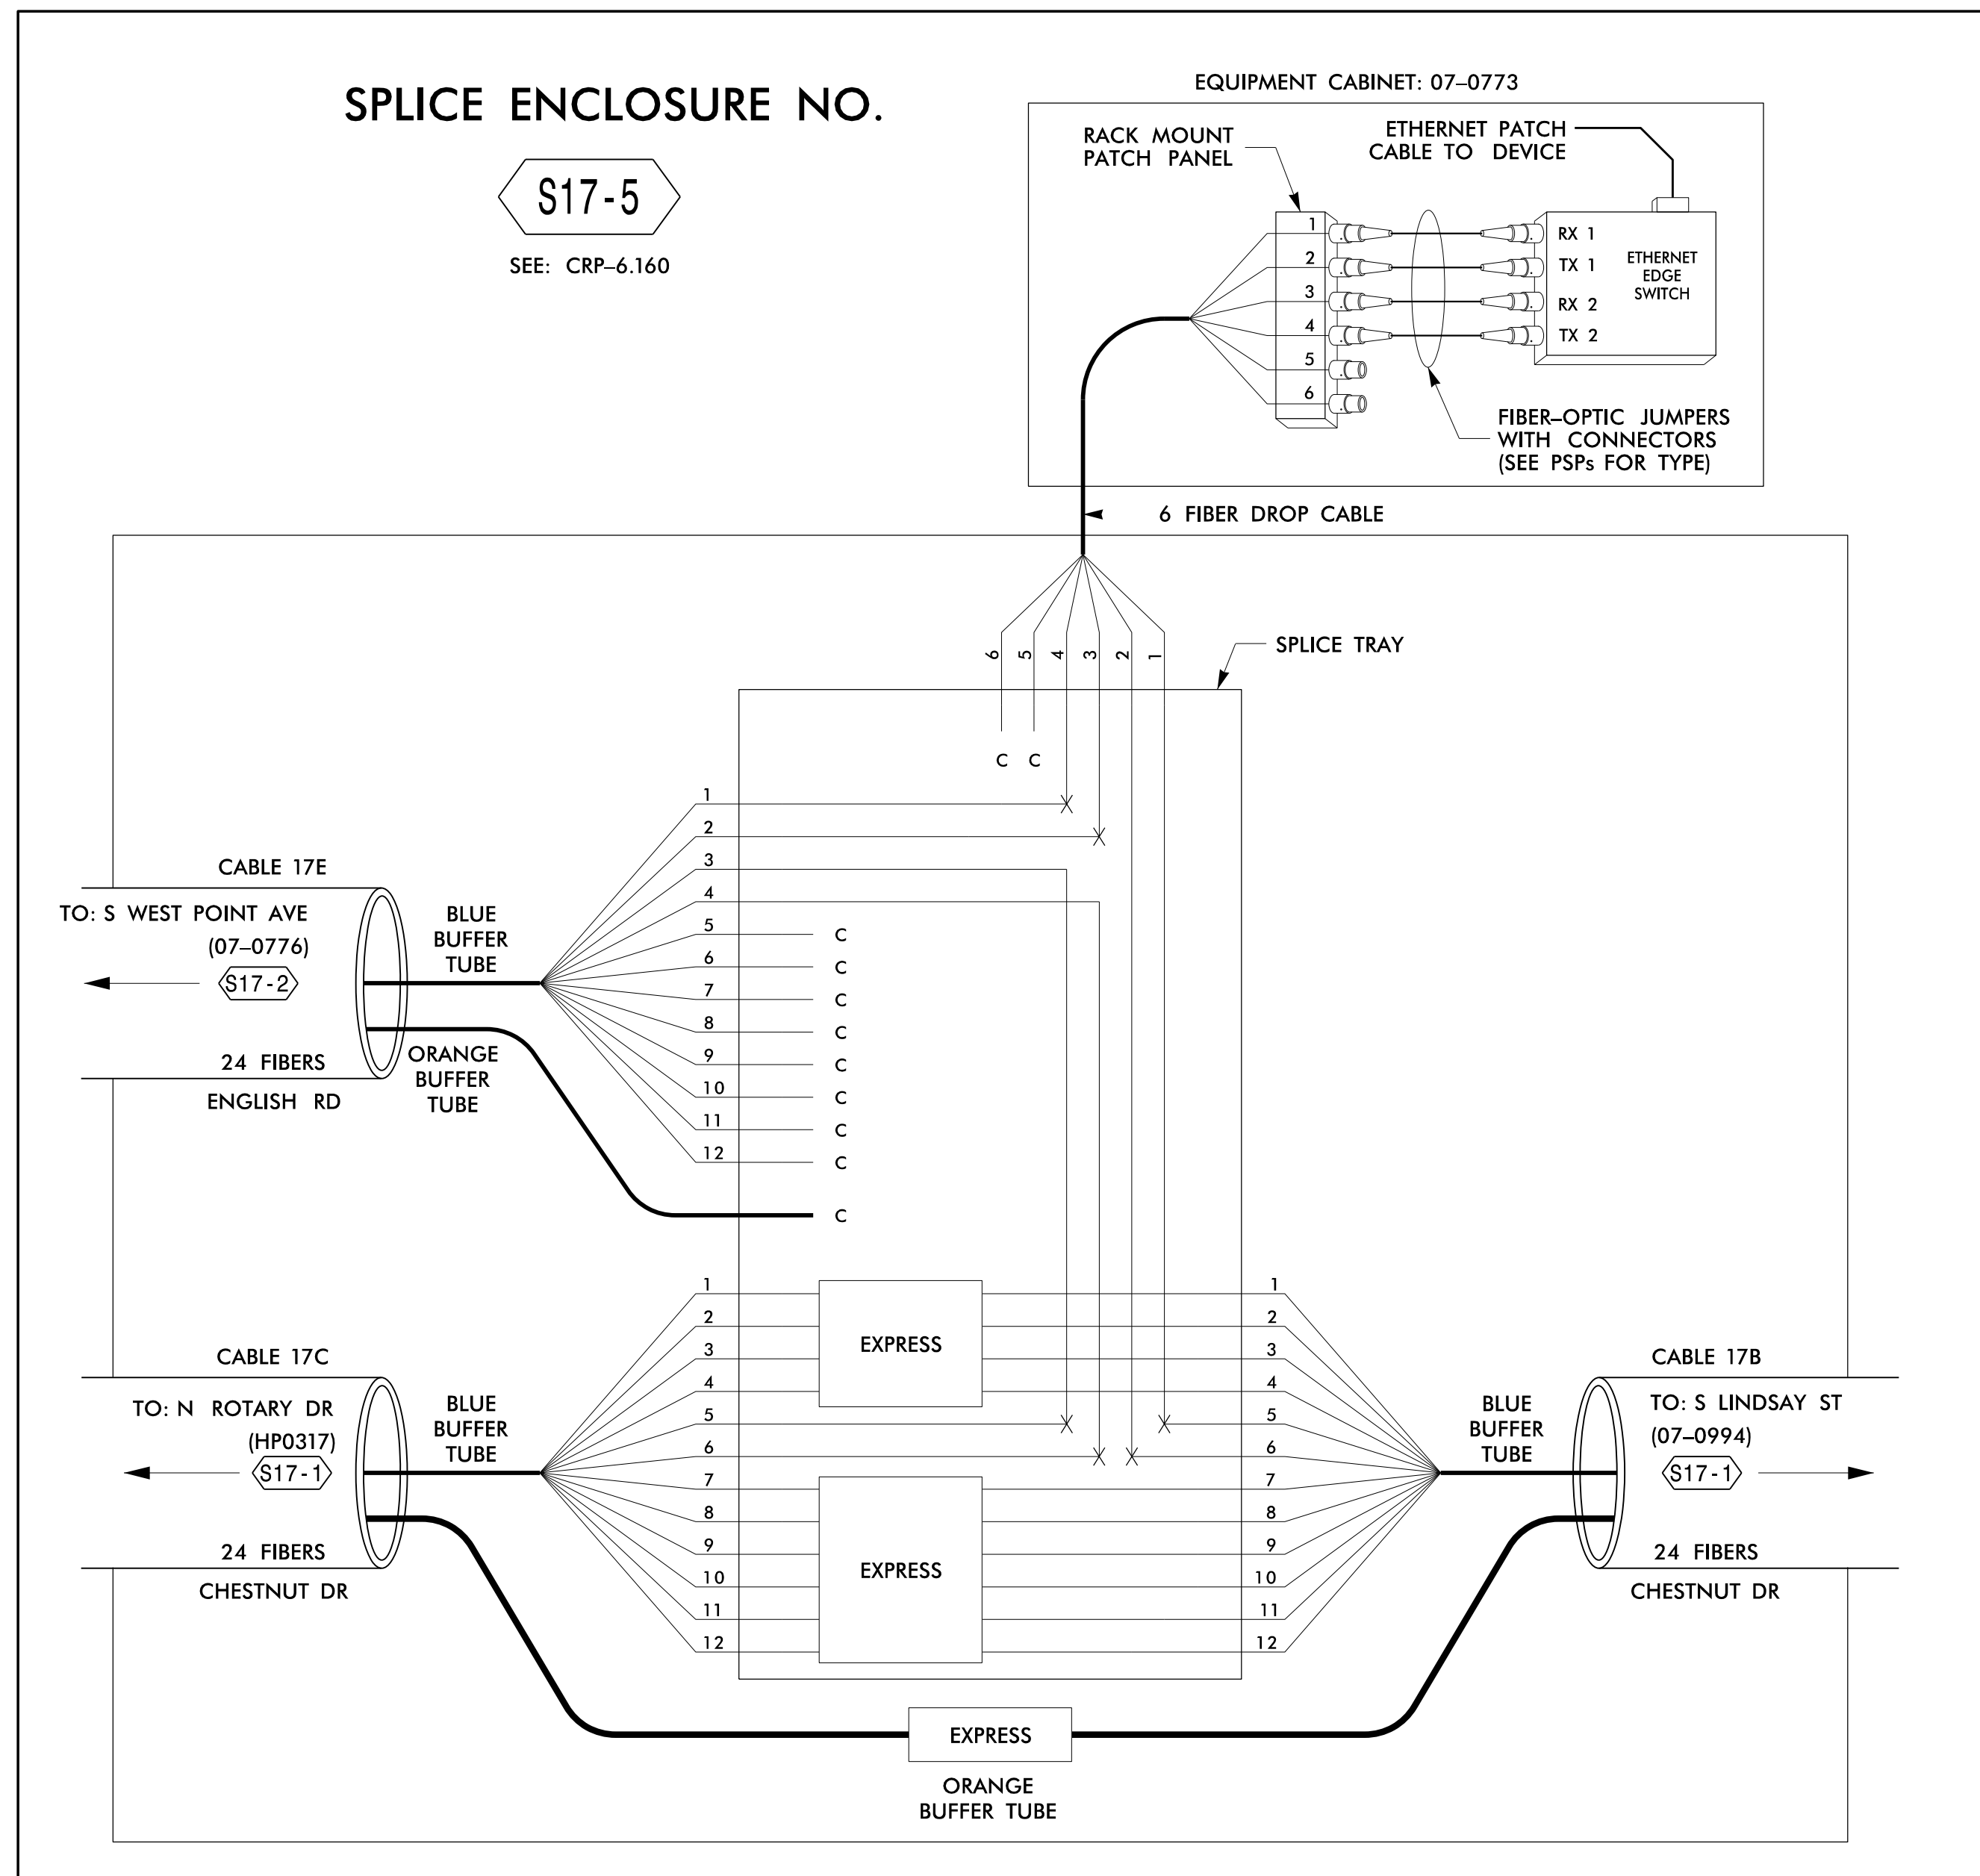 SPLICE ENCLOSURE NO.
S17-5
SEE: CRP-6.160
EQUIPMENT CABINET: 07-0773
RACK MOUNT
PATCH PANEL
ETHERNET PATCH
CABLE TO DEVICE
1
2
3
4
5
6
RX 1
TX 1
RX 2
TX 2
ETHERNET
EDGE
SWITCH
FIBER-OPTIC JUMPERS
WITH CONNECTORS
(SEE PSPs FOR TYPE)
6 FIBER DROP CABLE
6
5
4
3
2
1
SPLICE TRAY
C C
CABLE 17E
TO: S WEST POINT AVE
(07-0776)
S17-2
24 FIBERS
ENGLISH RD
BLUE
BUFFER
TUBE
ORANGE
BUFFER
TUBE
1
2
3
4
5 C
6 C
7 C
8 C
9 C
10 C
11 C
12 C
C
CABLE 17C
TO: N ROTARY DR
(HP0317)
S17-1
24 FIBERS
CHESTNUT DR
BLUE
BUFFER
TUBE
1
2
3
4
5
6
7
8
9
10
11
12
EXPRESS
EXPRESS
1
2
3
4
5
6
7
8
9
10
11
12
BLUE
BUFFER
TUBE
CABLE 17B
TO: S LINDSAY ST
(07-0994)
S17-1
24 FIBERS
CHESTNUT DR
EXPRESS
ORANGE
BUFFER TUBE